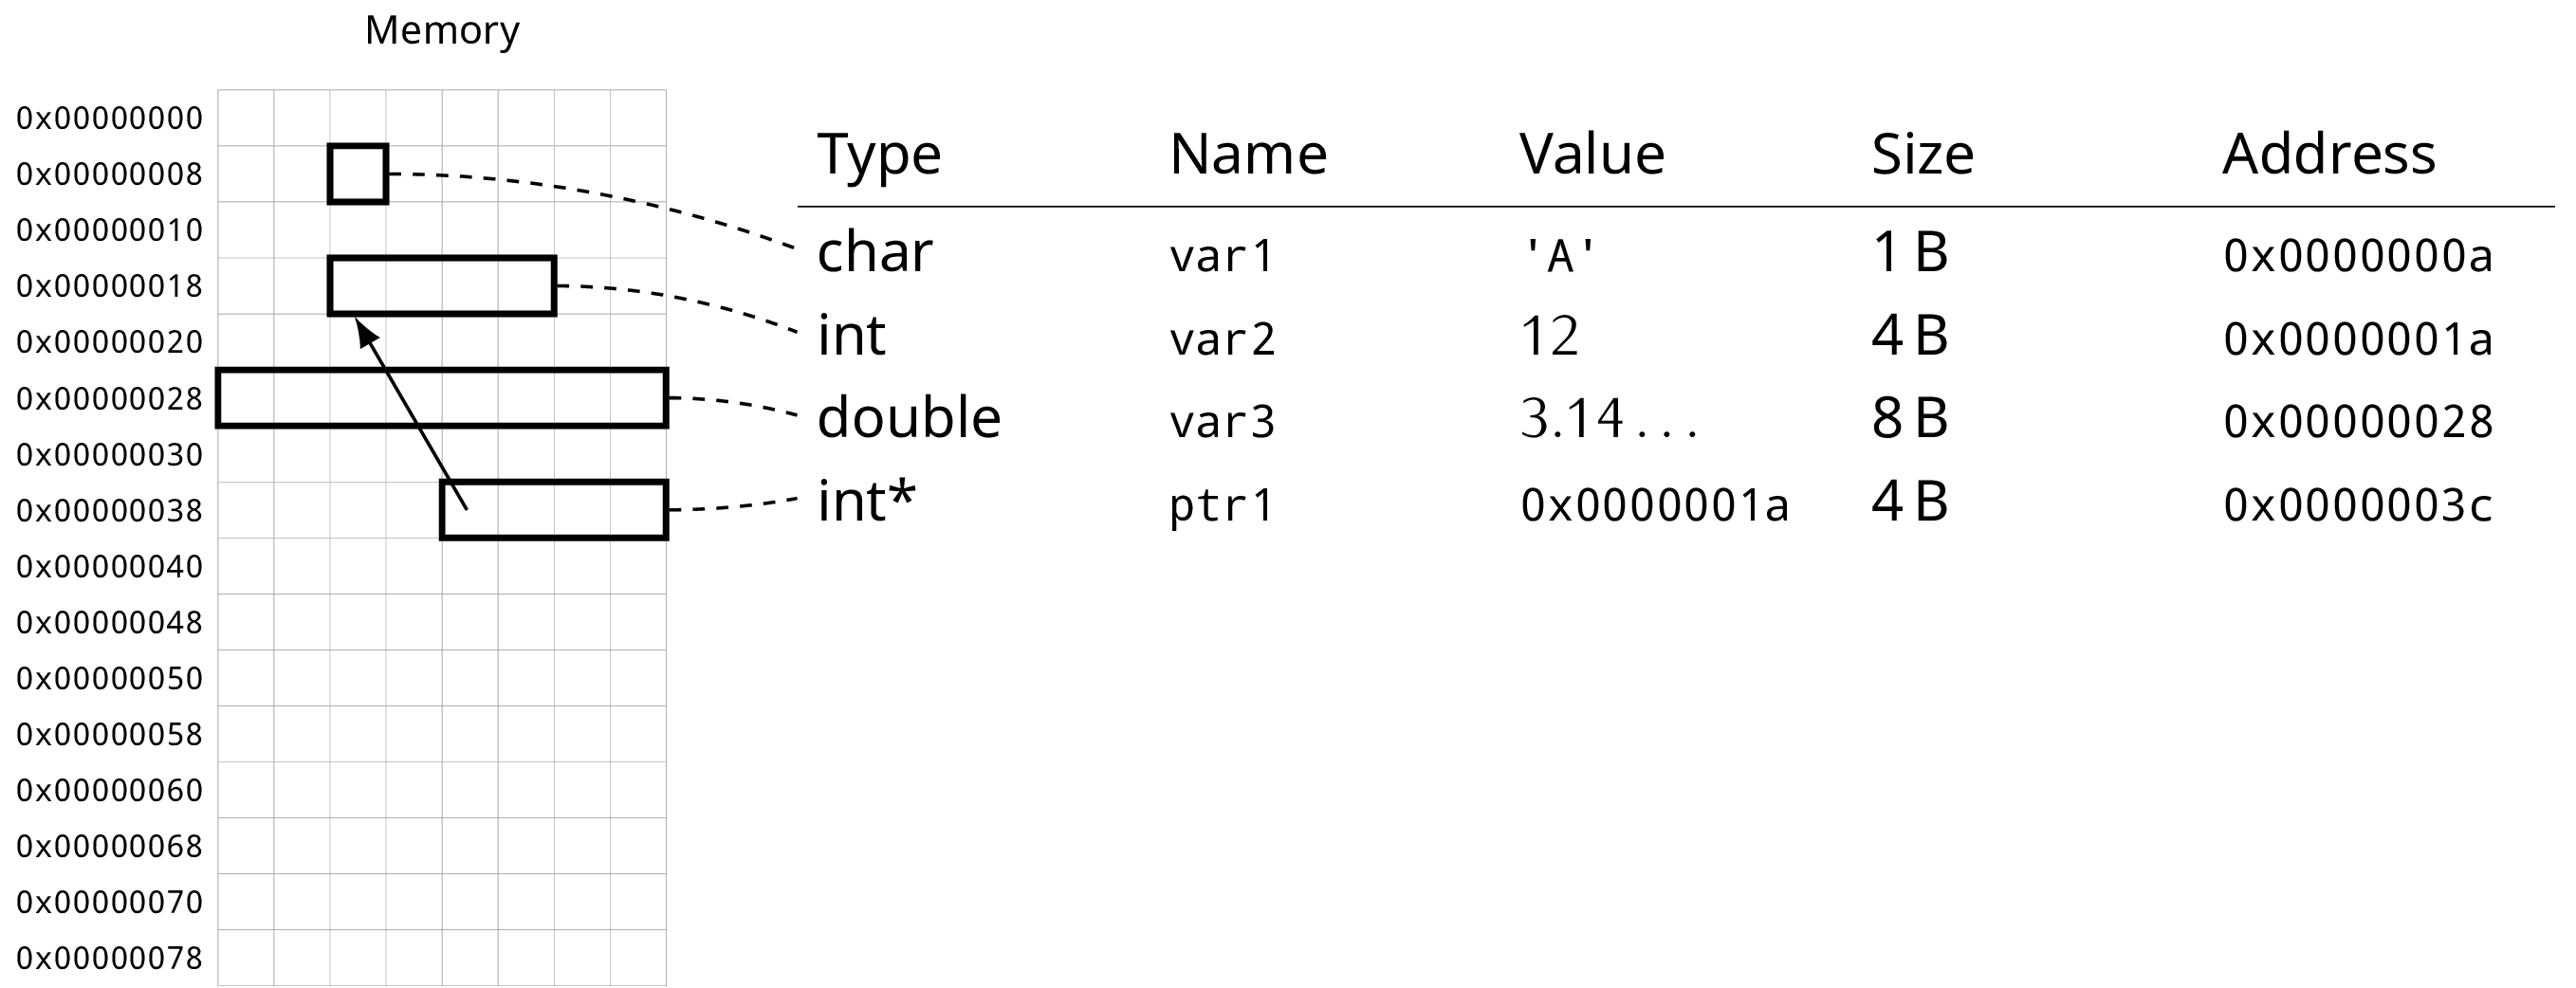 Memory
0x00000000
0x00000008
0x00000010
0x00000018
0x00000020
0x00000028
0x00000030
0x00000038
0x00000040
0x00000048
0x00000050
0x00000058
0x00000060
0x00000068
0x00000070
0x00000078
Type Name Value Size Address
char var1 'A' 1 B 0x0000000a
int var2 12 4 B 0x0000001a
double var3 3.14 . . . 8 B 0x00000028
int* ptr1 0x0000001a 4 B 0x0000003c